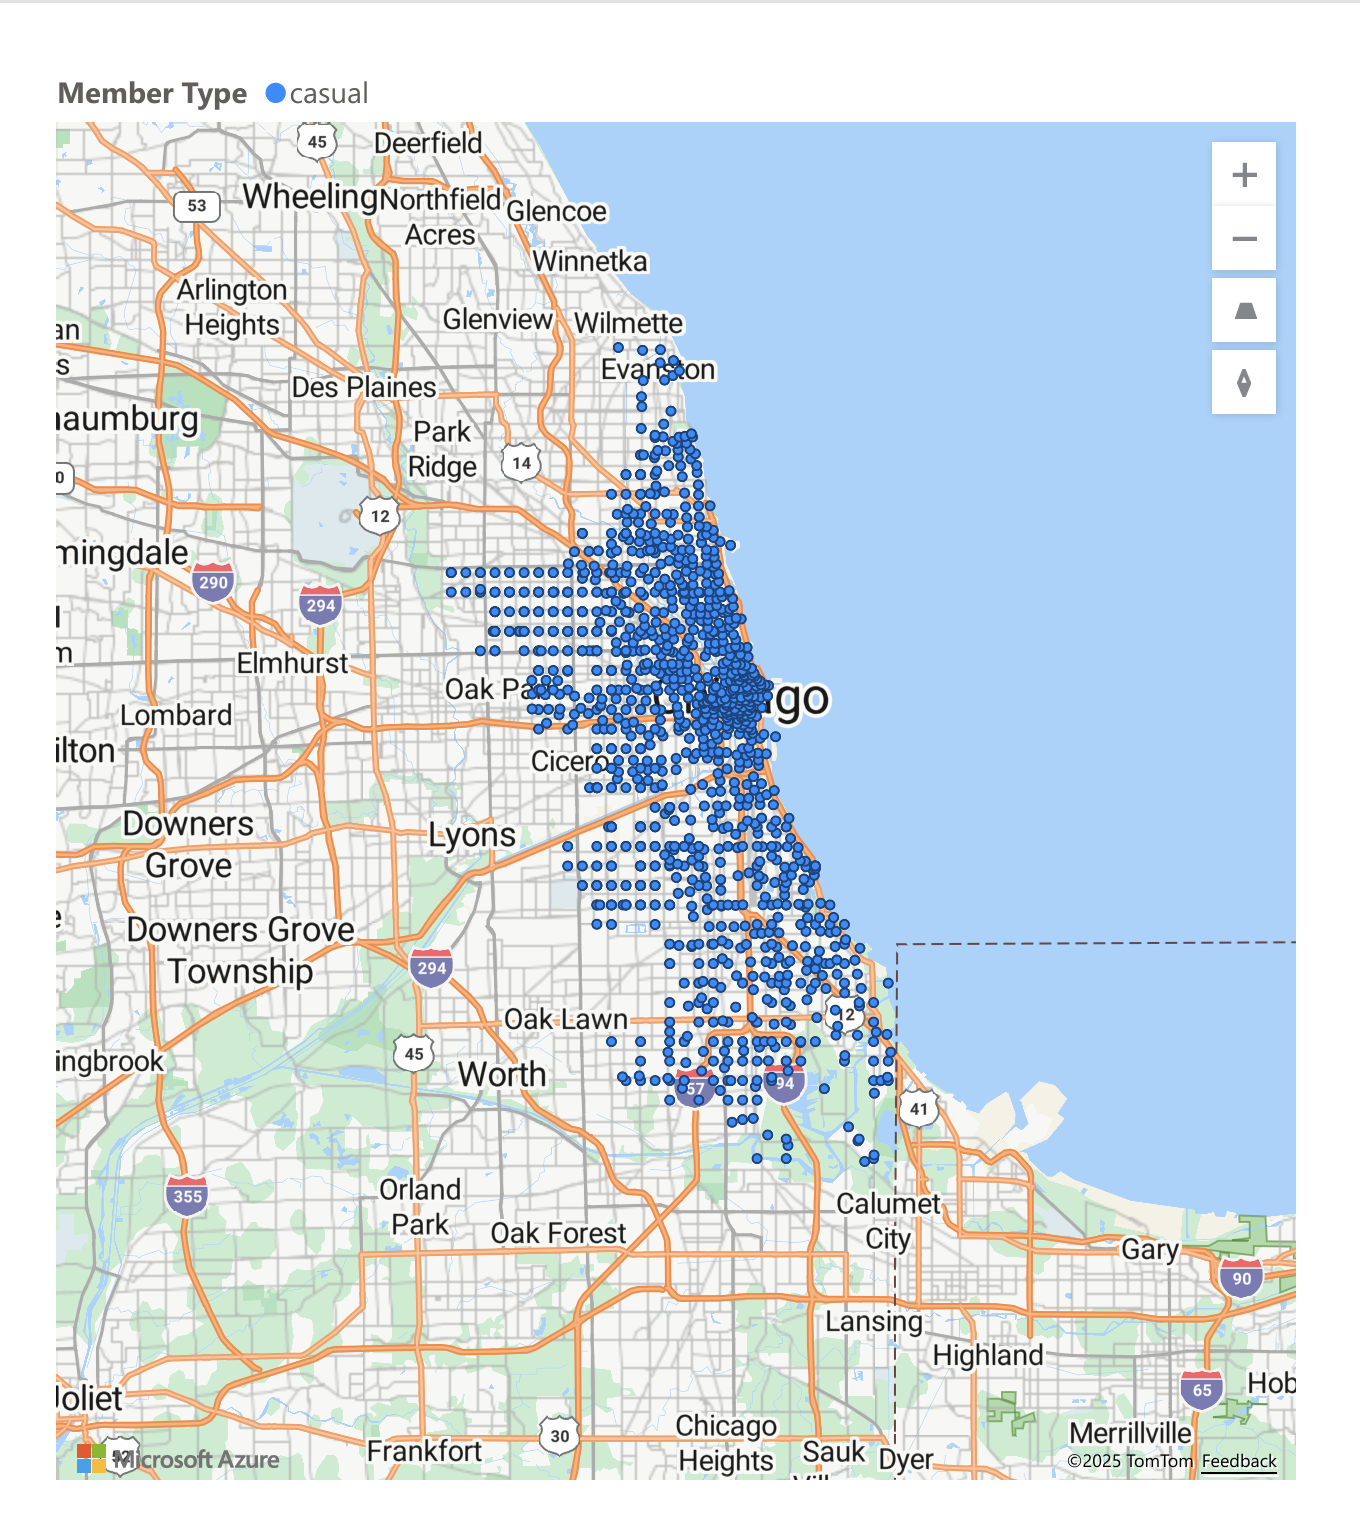 Member Type casual
45
Deerfield
53
Wheeling
Northfield
Acres
Glencoe
Winnetka
Arlington
Heights
Glenview
Wilmette
an
s
Evanston
Des Plaines
haumburg
Park
Ridge
14
0
12
mingdale
290
294
m
Elmhurst
Oak Pa
ago
Lombard
ilton
Cicero
Downers
Grove
Lyons
Downers Grove
Township
294
12
Oak Lawn
45
ingbrook
Worth
57
94
41
355
Orland
Park
Calumet
City
Oak Forest
Gary
90
Lansing
Highland
65
Hob
Joliet
Chicago
Heights
30
Merrillville
Sauk
Dyer
Frankfort
52
Microsoft Azure
©2025 TomTom Feedback